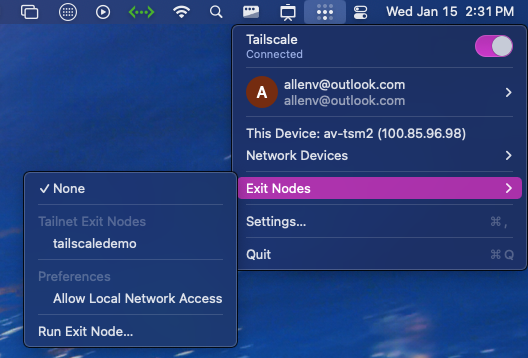 Wed Jan 15 2:31 PM
Tailscale
Connected
A
allenv@outlook.com
allenv@outlook.com
This Device: av-tsm2 (100.85.96.98)
Network Devices
Exit Nodes
Settings... ⌘ ,
Quit ⌘ Q
✓ None
Tailnet Exit Nodes
tailscaledemo
Preferences
Allow Local Network Access
Run Exit Node...